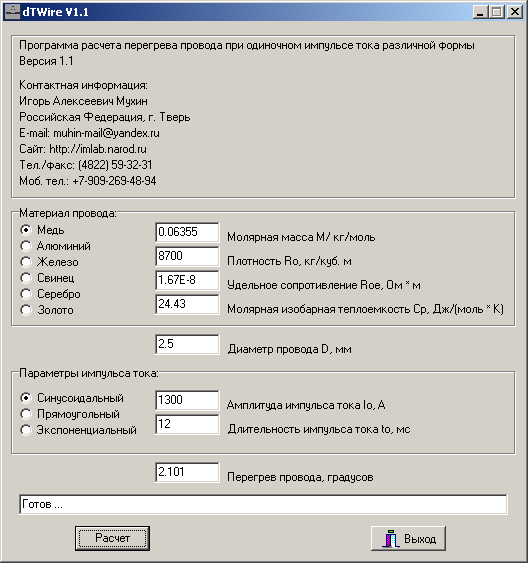 dTWire V1.1
Программа расчета перегрева провода при одиночном импульсе тока различной формы
Версия 1.1
Контактная информация:
Игорь Алексеевич Мухин
Российская Федерация, г. Тверь
E-mail: muhin-mail@yandex.ru
Сайт: http://imlab.narod.ru
Тел./факс: (4822) 59-32-31
Моб. тел.: +7-909-269-48-94
Материал провода:
Медь
Алюминий
Железо
Свинец
Серебро
Золото
0.06355 Молярная масса M/ кг/моль
8700 Плотность Ro, кг/куб. м
1.67E-8 Удельное сопротивление Roe, Ом * м
24.43 Молярная изобарная теплоемкость Cp, Дж/(моль * К)
2.5 Диаметр провода D, мм
Параметры импульса тока:
Синусоидальный
Прямоугольный
Экспоненциальный
1300 Амплитуда импульса тока Io, А
12 Длительность импульса тока to, мс
2.101 Перегрев провода, градусов
Готов ...
Расчет
Выход